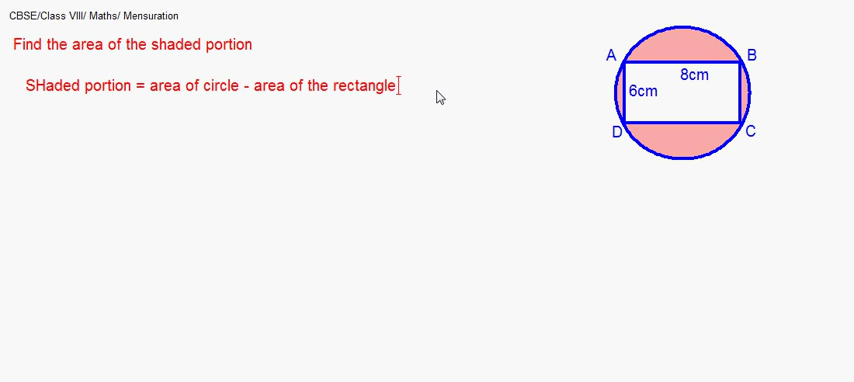 CBSE/Class VIII/ Maths/ Mensuration
Find the area of the shaded portion
SHaded portion = area of circle - area of the rectangle
A
B
8cm
6cm
D
C